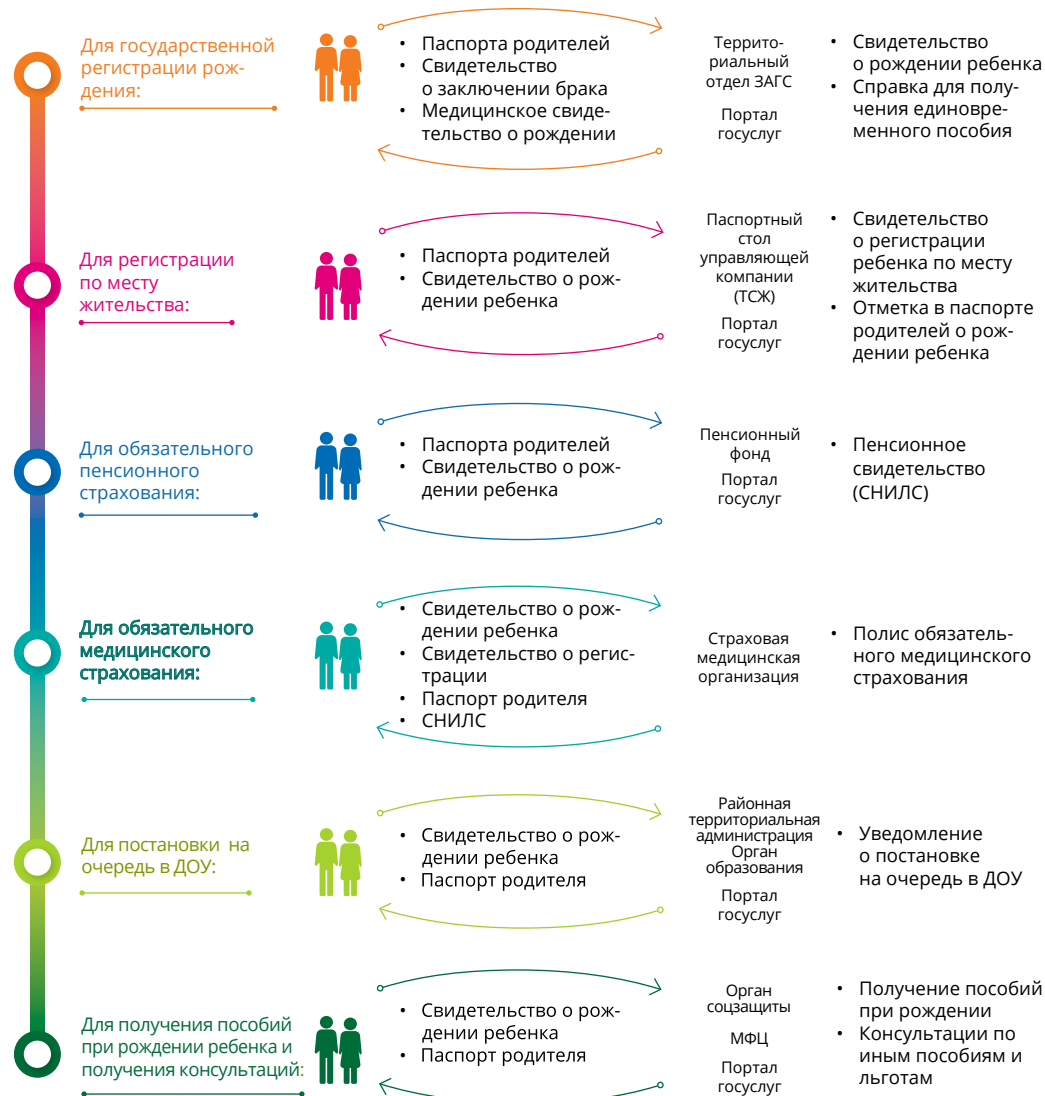 Для государственной
регистрации рож-
дения:
• Паспорта родителей
• Свидетельство
о заключении брака
• Медицинское свиде-
тельство о рождении
Террито-
риальный
отдел ЗАГС
Портал
госуслуг
• Свидетельство
о рождении ребенка
• Справка для полу-
чения единовре-
менного пособия
Для регистрации
по месту
жительства:
• Паспорта родителей
• Свидетельство о рож-
дении ребенка
Паспортный
стол
управляющей
компании
(ТСЖ)
Портал
госуслуг
• Свидетельство
о регистрации
ребенка по месту
жительства
• Отметка в паспорте
родителей о рож-
дении ребенка
Для обязательного
пенсионного
страхования:
• Паспорта родителей
• Свидетельство о рож-
дении ребенка
Пенсионный
фонд
Портал
госуслуг
• Пенсионное
свидетельство
(СНИЛС)
Для обязательного
медицинского
страхования:
• Свидетельство о рож-
дении ребенка
• Свидетельство о регис-
трации
• Паспорт родителя
• СНИЛС
Страховая
медицинская
организация
• Полис обязатель-
ного медицинского
страхования
Для постановки на
очередь в ДОУ:
• Свидетельство о рож-
дении ребенка
• Паспорт родителя
Районная
территориальная
администрация
Орган
образования
Портал
госуслуг
• Уведомление
о постановке
на очередь в ДОУ
Для получения пособий
при рождении ребенка и
получения консультаций:
• Свидетельство о рож-
дении ребенка
• Паспорт родителя
Орган
соцзащиты
МФЦ
Портал
госуслуг
• Получение пособий
при рождении
• Консультации по
иным пособиям и
льготам